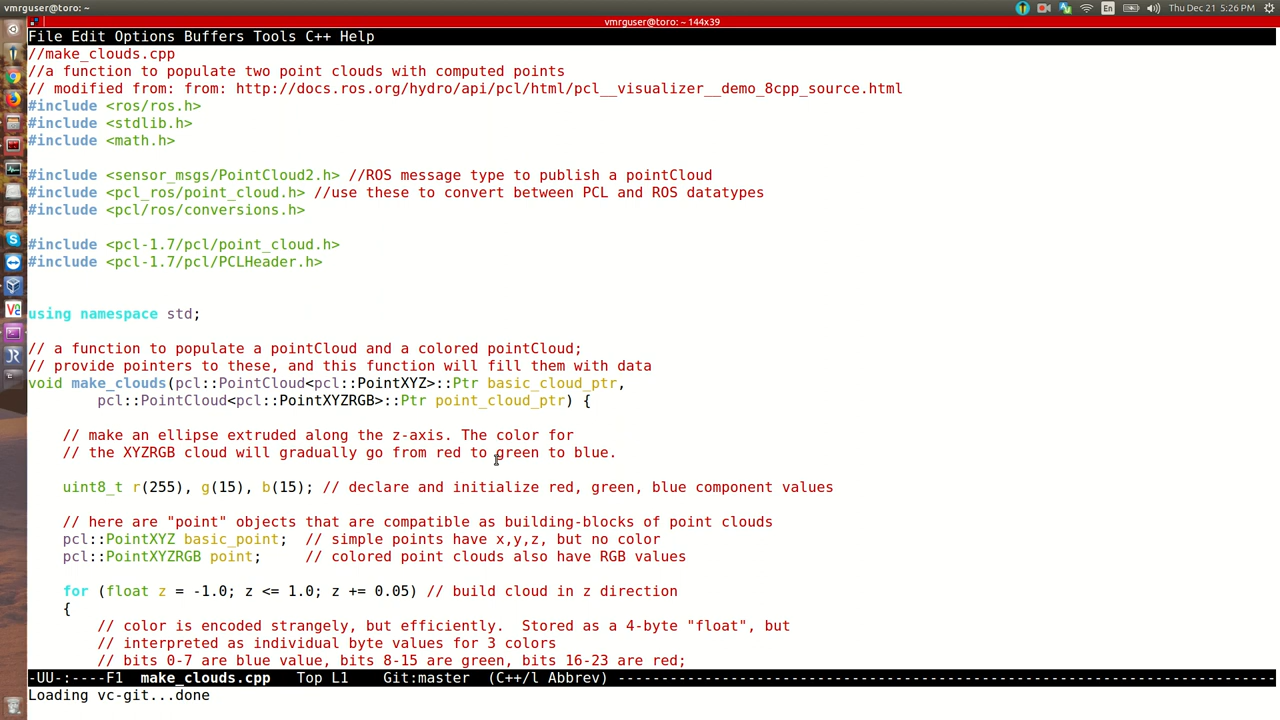 vmrguser@toro: ~
En
Thu Dec 21 5:26 PM
vmrguser@toro: ~ 144x39
File Edit Options Buffers Tools C++ Help
//make_clouds.cpp
//a function to populate two point clouds with computed points
// modified from: from: http://docs.ros.org/hydro/api/pcl/html/pcl__visualizer__demo_8cpp_source.html
#include <ros/ros.h>
#include <stdlib.h>
#include <math.h>
#include <sensor_msgs/PointCloud2.h> //ROS message type to publish a pointCloud
#include <pcl_ros/point_cloud.h> //use these to convert between PCL and ROS datatypes
#include <pcl/ros/conversions.h>
#include <pcl-1.7/pcl/point_cloud.h>
#include <pcl-1.7/pcl/PCLHeader.h>
using namespace std;
// a function to populate a pointCloud and a colored pointCloud;
// provide pointers to these, and this function will fill them with data
void make_clouds(pcl::PointCloud<pcl::PointXYZ>::Ptr basic_cloud_ptr,
        pcl::PointCloud<pcl::PointXYZRGB>::Ptr point_cloud_ptr) {
    // make an ellipse extruded along the z-axis. The color for
    // the XYZRGB cloud will gradually go from red to green to blue.
    uint8_t r(255), g(15), b(15); // declare and initialize red, green, blue component values
    // here are "point" objects that are compatible as building-blocks of point clouds
    pcl::PointXYZ basic_point;  // simple points have x,y,z, but no color
    pcl::PointXYZRGB point;     // colored point clouds also have RGB values
    for (float z = -1.0; z <= 1.0; z += 0.05) // build cloud in z direction
    {
        // color is encoded strangely, but efficiently.  Stored as a 4-byte "float", but
        // interpreted as individual byte values for 3 colors
        // bits 0-7 are blue value, bits 8-15 are green, bits 16-23 are red;
-UU-:----F1  make_clouds.cpp   Top L1    Git:master  (C++/l Abbrev) ----------------------------------------------------------------------------
Loading vc-git...done